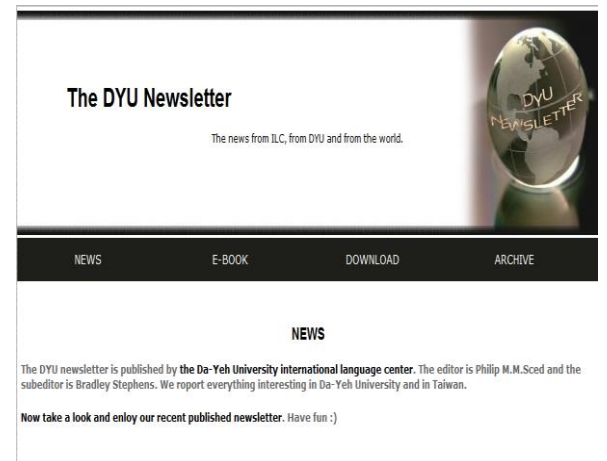 The DYU Newsletter
The news from ILC, from DYU and from the world.
DYU
NEWSLETTER
NEWS E-BOOK DOWNLOAD ARCHIVE
NEWS
The DYU newsletter is published by the Da-Yeh University international language center. The editor is Philip M.M.Sced and the
subeditor is Bradley Stephens. We roport everything interesting in Da-Yeh University and in Taiwan.
Now take a look and enloy our recent published newsletter. Have fun :)